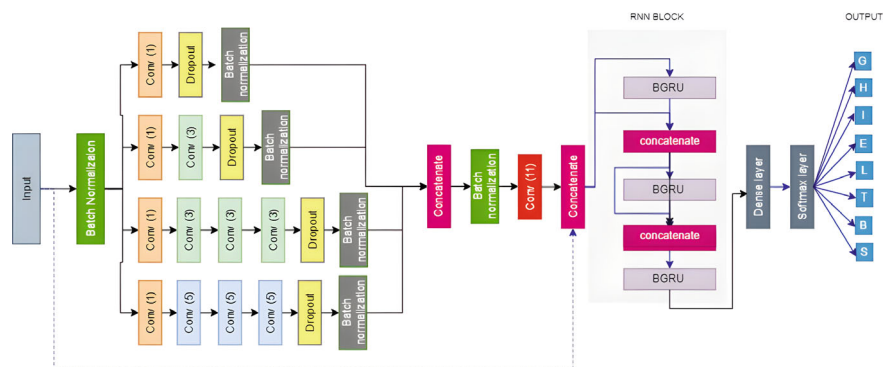 RNN BLOCK
OUTPUT
Input
Batch Normalizaion
Conv (1)
Dropout
Batch
normalization
Conv (1)
Conv (3)
Dropout
Batch
normalization
Conv (1)
Conv (3)
Conv (3)
Conv (3)
Dropout
Batch
normalization
Conv (1)
Conv (5)
Conv (5)
Conv (5)
Dropout
Batch
normalization
Concatenate
Batch
normalization
Conv (11)
Concatenate
BGRU
concatenate
BGRU
concatenate
BGRU
Dense layer
Softmax layer
G
H
I
E
L
T
B
S